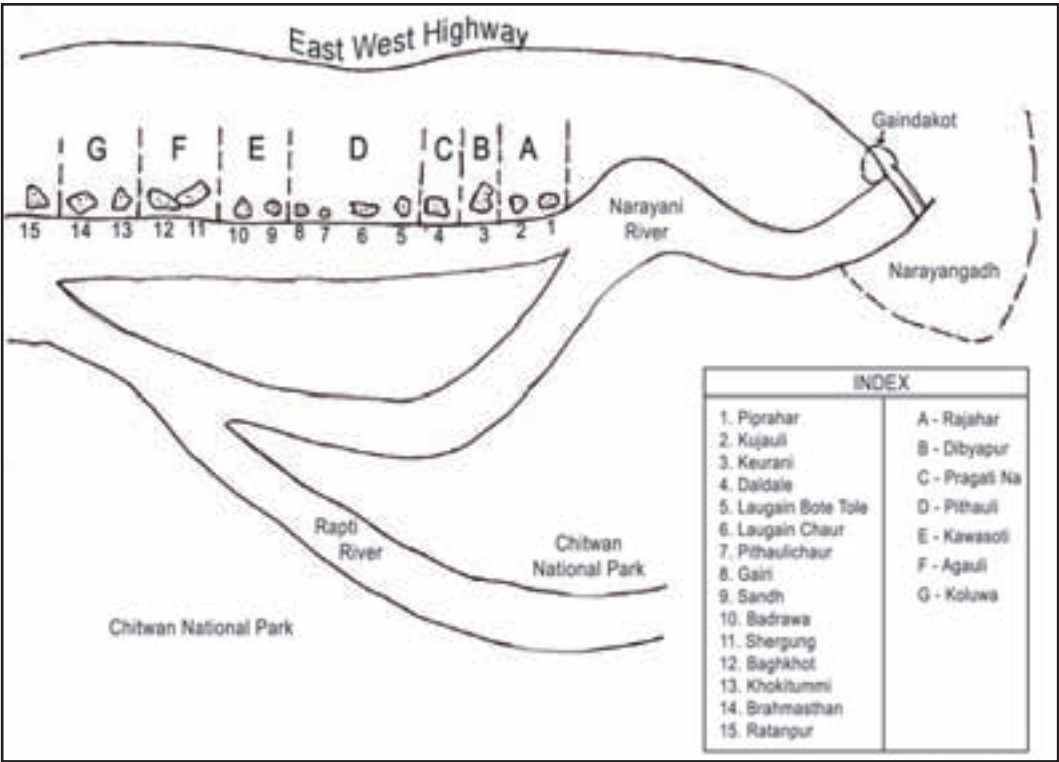 East West Highway
Gaindakot
G F E D C B A
Narayani
River
15 14 13 12 11 10 9 8 7 6 5 4 3 2 1
Narayangadh
INDEX
1. Piprahar
2. Kujauli
3. Keurani
4. Daldale
5. Laugain Bote Tole
6. Laugain Chaur
7. Pithaulichaur
8. Gairi
9. Sandh
10. Badrawa
11. Shergung
12. Baghkhot
13. Khokitummi
14. Brahmasthan
15. Ratanpur
A - Rajahar
B - Dibyapur
C - Pragati Na
D - Pithauli
E - Kawasoti
F - Agauli
G - Koluwa
Rapti
River
Chitwan
National Park
Chitwan National Park